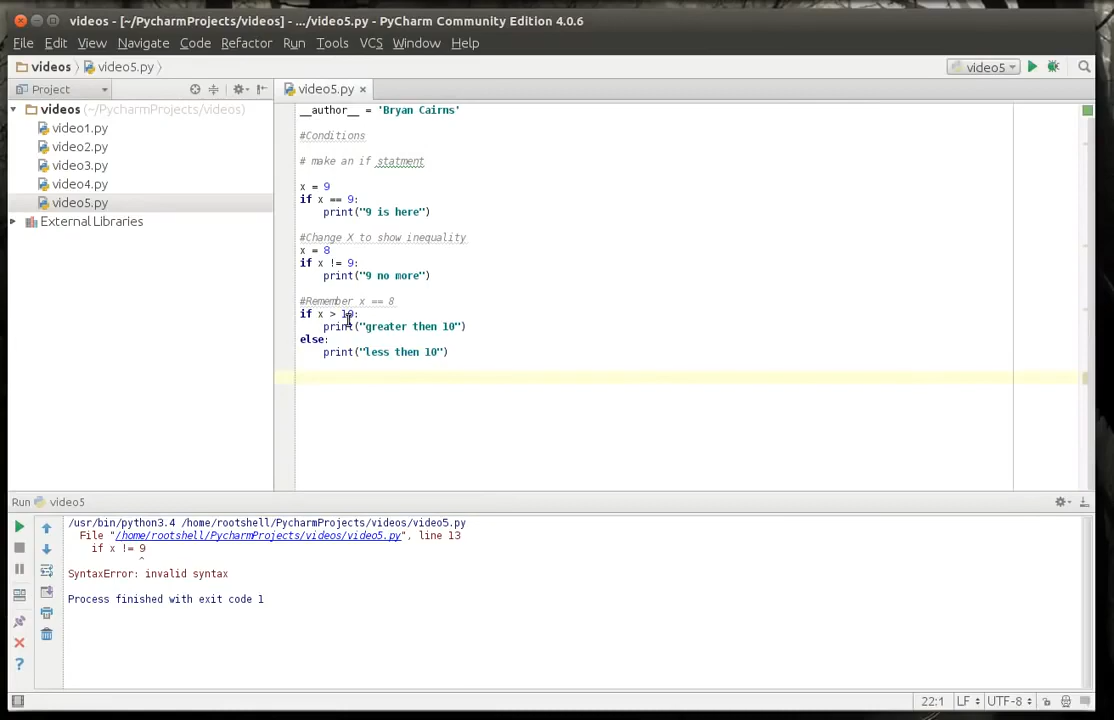 videos - [~/PycharmProjects/videos] - .../video5.py - PyCharm Community Edition 4.0.6
File Edit View Navigate Code Refactor Run Tools VCS Window Help
videos video5.py video5
Project video5.py
__author__ = 'Bryan Cairns'
videos (~/PycharmProjects/videos)
video1.py
video2.py
video3.py
video4.py
video5.py
External Libraries
#Conditions
# make an if statment
x = 9
if x == 9:
print("9 is here")
#Change X to show inequality
x = 8
if x != 9:
print("9 no more")
#Remember x == 8
if x > 10:
print("greater then 10")
else:
print("less then 10")
Run video5
/usr/bin/python3.4 /home/rootshell/PycharmProjects/videos/video5.py
File "/home/rootshell/PycharmProjects/videos/video5.py", line 13
if x != 9
^
SyntaxError: invalid syntax
Process finished with exit code 1
22:1 LF UTF-8